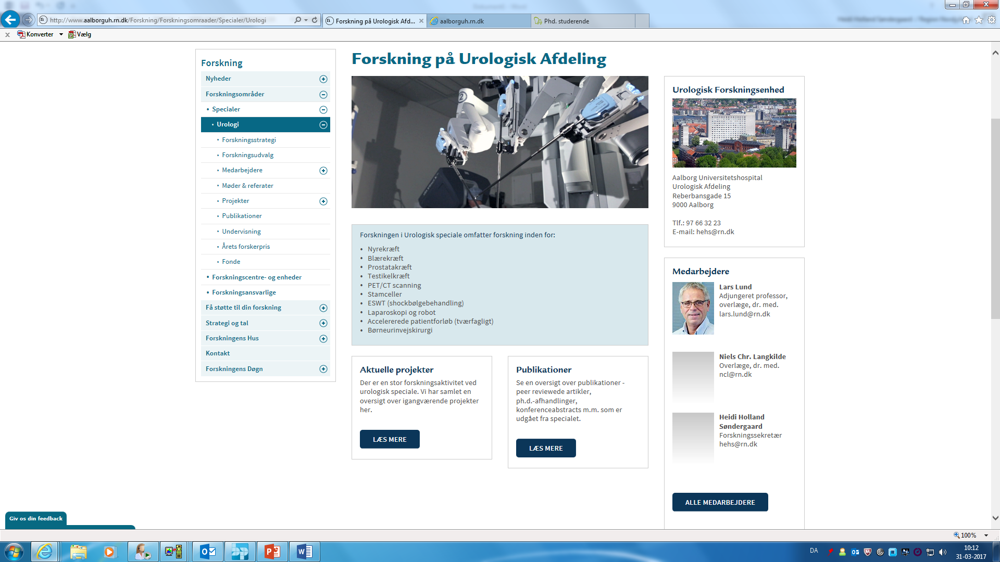 http://www.aalborguh.rn.dk/Forskning/Forskningsomraader/Specialer/Urologi
Forskning på Urologisk Afd...
aalborguh.rn.dk
Phd. studerende
x Konverter Vælg
Forskning
Nyheder
Forskningsområder
• Specialer
• Urologi
• Forskningsstrategi
• Forskningsudvalg
• Medarbejdere
• Møder & referater
• Projekter
• Publikationer
• Undervisning
• Årets forskerpris
• Fonde
• Forskningscentre- og enheder
• Forskningsansvarlige
Få støtte til din forskning
Strategi og tal
Forskningens Hus
Kontakt
Forskningens Døgn
Forskning på Urologisk Afdeling
2
Forskningen i Urologisk speciale omfatter forskning inden for:
• Nyrekræft
• Blærekræft
• Prostatakræft
• Testikelkræft
• PET/CT scanning
• Stamceller
• ESWT (shockbølgebehandling)
• Laparoskopi og robot
• Accelererede patientforløb (tværfagligt)
• Børneurinvejskirurgi
Aktuelle projekter
Der er en stor forskningsaktivitet ved
urologisk speciale. Vi har samlet en
oversigt over igangværende projekter
her.
LÆS MERE
Publikationer
Se en oversigt over publikationer -
peer reviewede artikler,
ph.d.-afhandlinger,
konferenceabstracts m.m. som er
udgået fra specialet.
LÆS MERE
Urologisk Forskningsenhed
Aalborg Universitetshospital
Urologisk Afdeling
Reberbansgade 15
9000 Aalborg
Tlf.: 97 66 32 23
E-mail: hehs@rn.dk
Medarbejdere
Lars Lund
Adjungeret professor,
overlæge, dr. med.
lars.lund@rn.dk
Niels Chr. Langkilde
Overlæge, dr. med.
ncl@rn.dk
Heidi Holland
Søndergaard
Forskningssekretær
hehs@rn.dk
ALLE MEDARBEJDERE
Giv os din feedback
100%
DA
10:12
31-03-2017